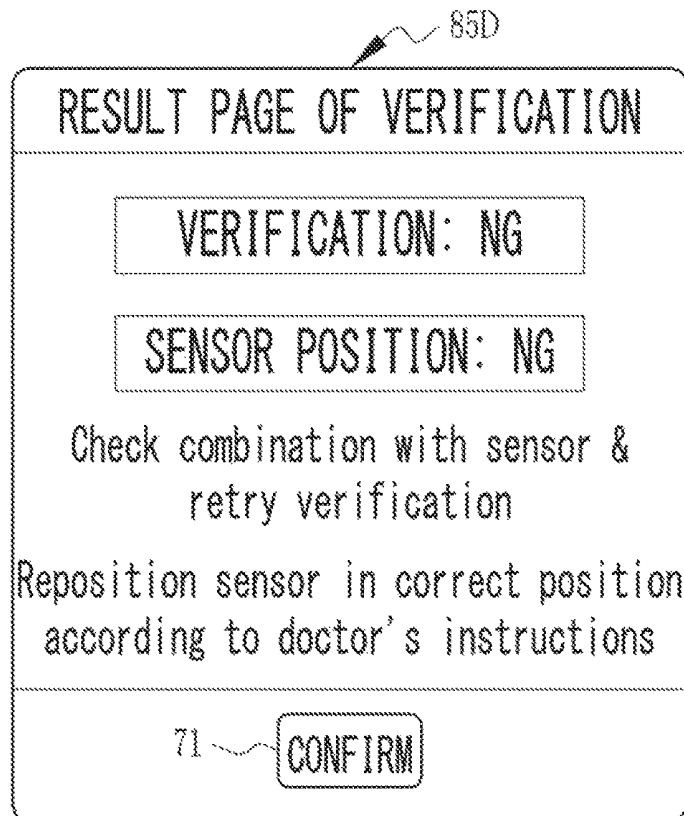 85D
RESULT PAGE OF VERIFICATION
VERIFICATION: NG
SENSOR POSITION: NG
Check combination with sensor &
retry verification
Reposition sensor in correct position
according to doctor's instructions
71 CONFIRM